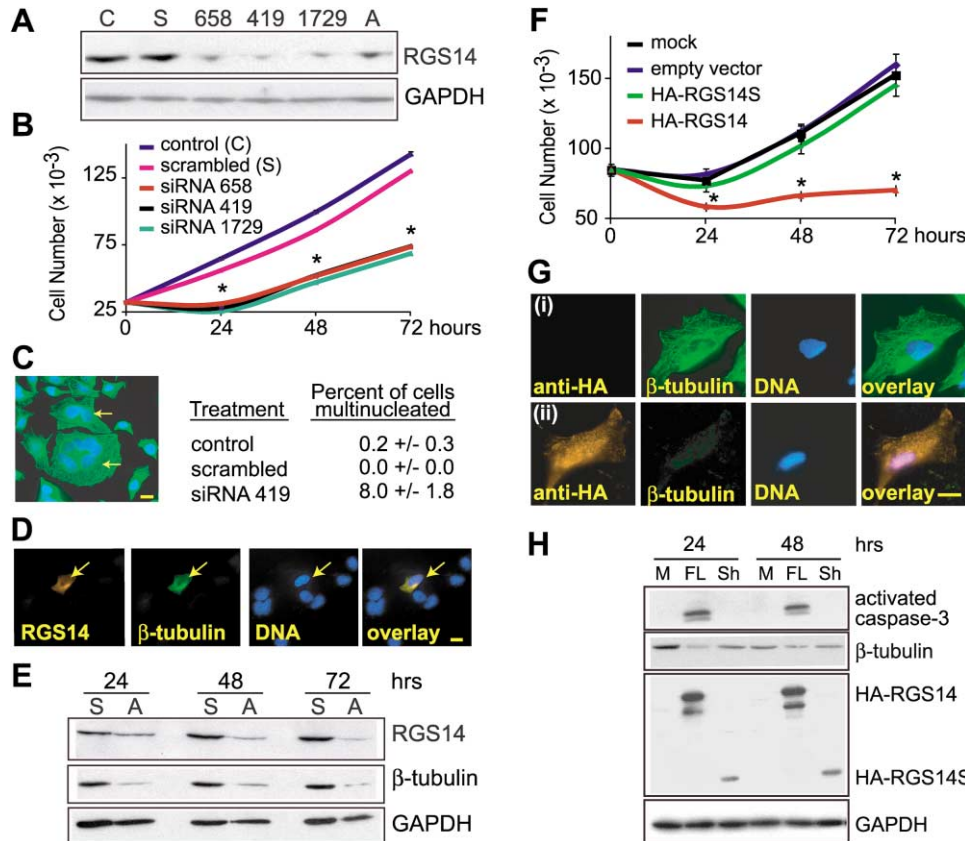 A
C S 658 419 1729 A
RGS14
GAPDH
B
Cell Number (x 10-3)
125
75
25
control (C)
scrambled (S)
siRNA 658
siRNA 419
siRNA 1729
*
*
*
0 24 48 72 hours
C
Treatment Percent of cells multinucleated
control 0.2 +/- 0.3
scrambled 0.0 +/- 0.0
siRNA 419 8.0 +/- 1.8
D
RGS14 β-tubulin DNA overlay
E
24 48 72 hrs
S A S A S A
RGS14
β-tubulin
GAPDH
F
Cell Number (x 10-3)
150
100
50
mock
empty vector
HA-RGS14S
HA-RGS14
*
*
*
0 24 48 72 hours
G
(i)
anti-HA β-tubulin DNA overlay
(ii)
anti-HA β-tubulin DNA overlay
H
24 48 hrs
M FL Sh M FL Sh
activated
caspase-3
β-tubulin
HA-RGS14
HA-RGS14S
GAPDH